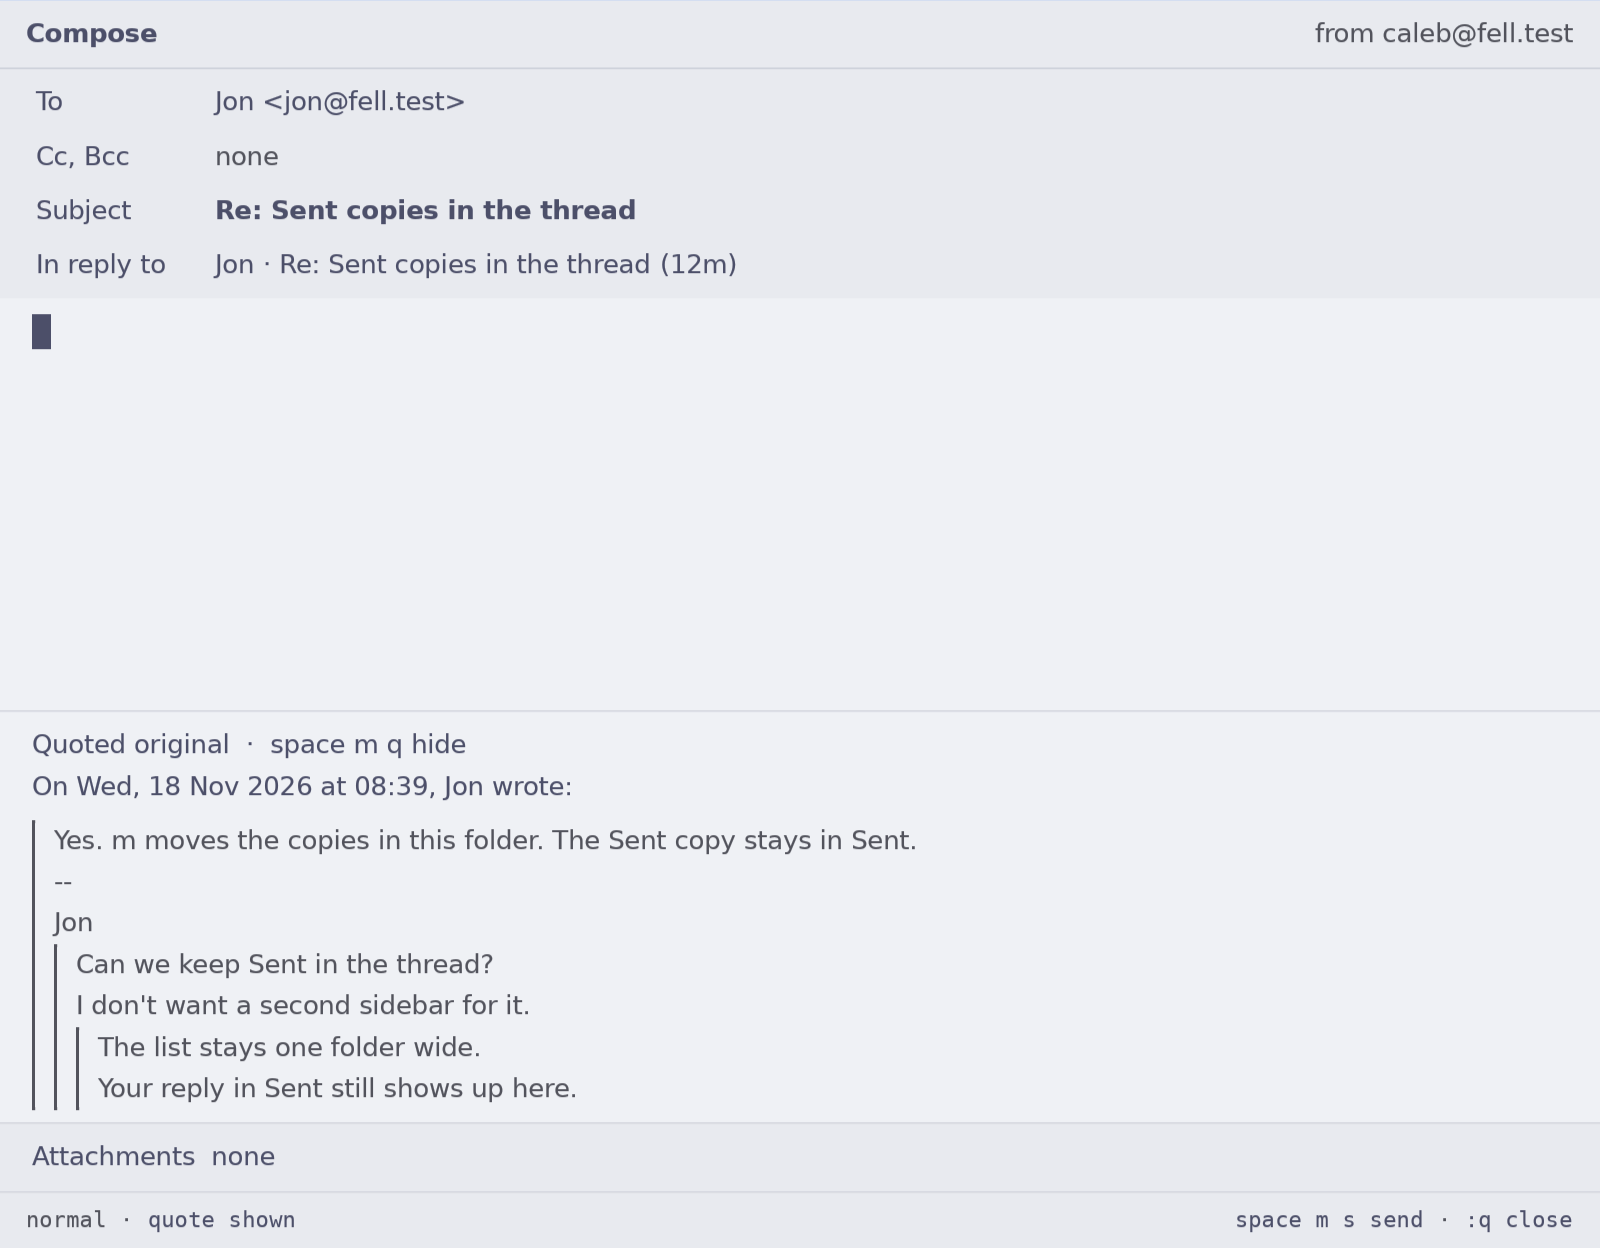 Compose from caleb@fell.test
To Jon <jon@fell.test>
Cc, Bcc none
Subject Re: Sent copies in the thread
In reply to Jon · Re: Sent copies in the thread (12m)
Quoted original · space m q hide
On Wed, 18 Nov 2026 at 08:39, Jon wrote:
Yes. m moves the copies in this folder. The Sent copy stays in Sent.
--
Jon
Can we keep Sent in the thread?
I don't want a second sidebar for it.
The list stays one folder wide.
Your reply in Sent still shows up here.
Attachments none
normal · quote shown space m s send · :q close